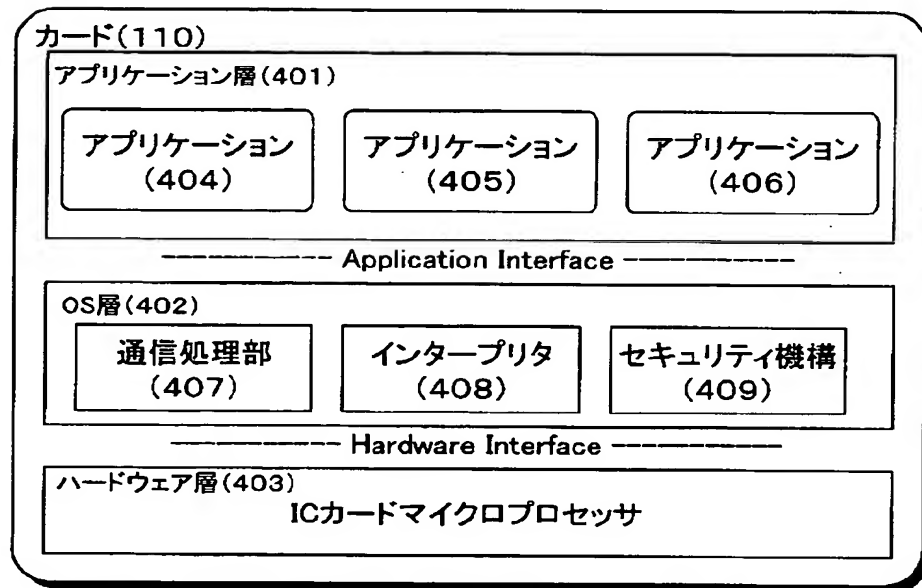 カード(110)
アプリケーション層(401)
アプリケーション
(404)
アプリケーション
(405)
アプリケーション
(406)
Application Interface
OS層(402)
通信処理部
(407)
インタープリタ
(408)
セキュリティ機構
(409)
Hardware Interface
ハードウェア層(403)
ICカードマイクロプロセッサ